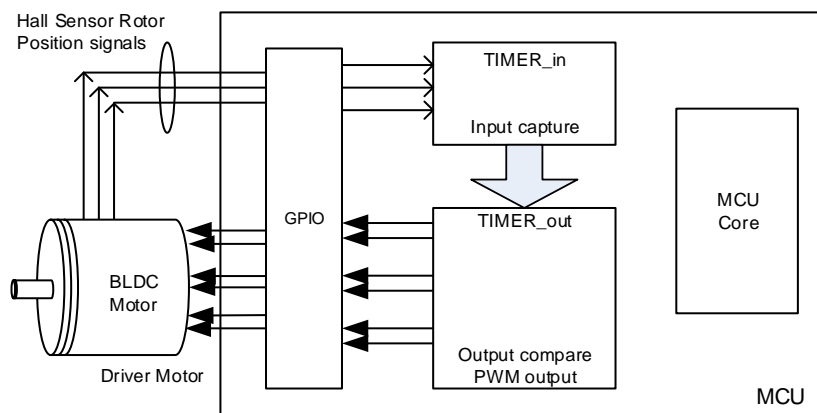 Hall Sensor Rotor
Position signals
TIMER_in
Input capture
MCU
Core
GPIO
TIMER_out
BLDC
Motor
Output compare
PWM output
Driver Motor
MCU